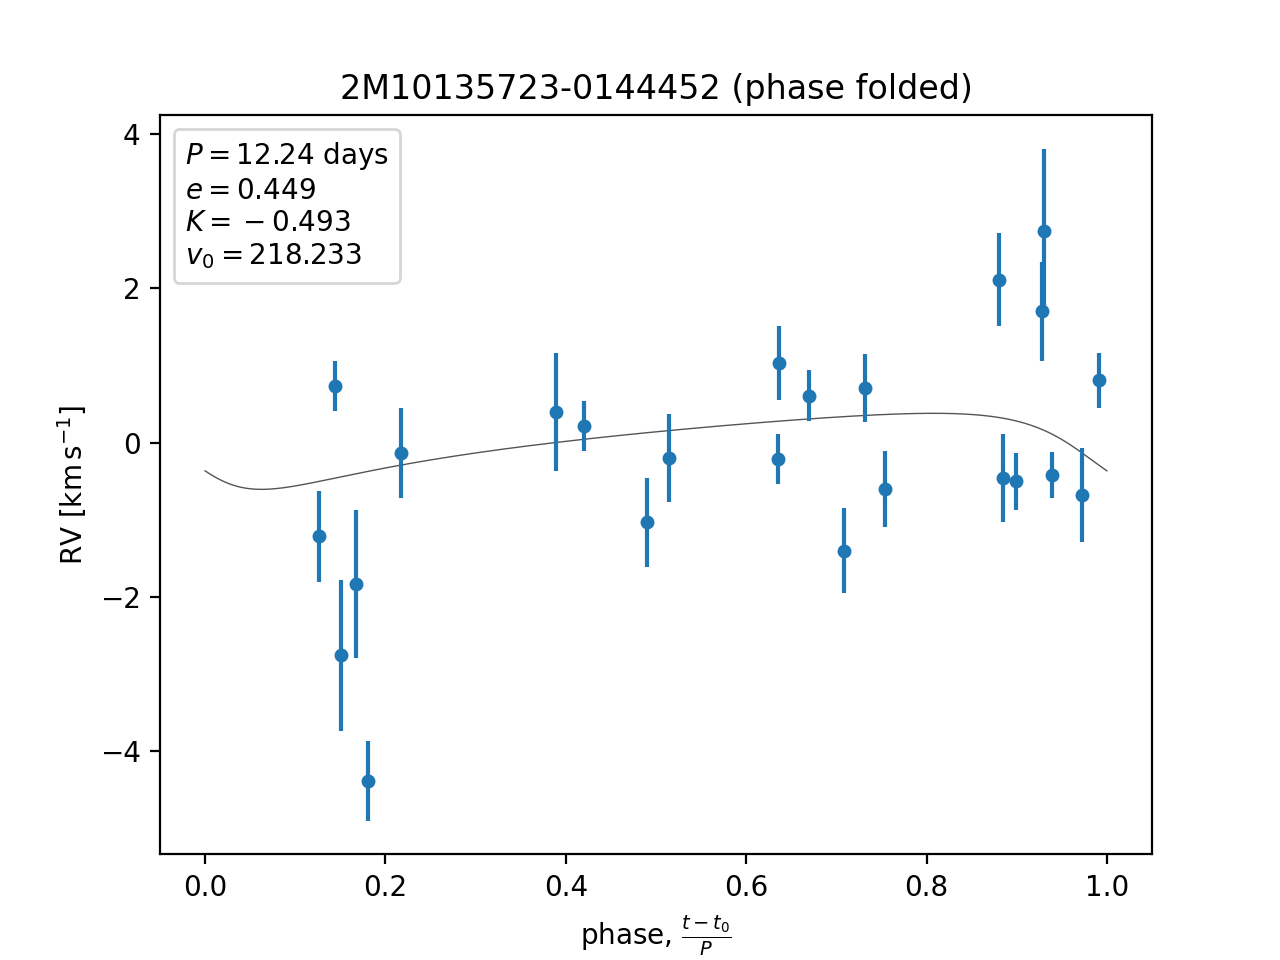 2M10135723-0144452 (phase folded)
P = 12.24 days
e = 0.449
K = −0.493
v₀ = 218.233
4
2
0
−2
−4
RV [km s⁻¹]
0.0 0.2 0.4 0.6 0.8 1.0
phase, (t − t₀)/P